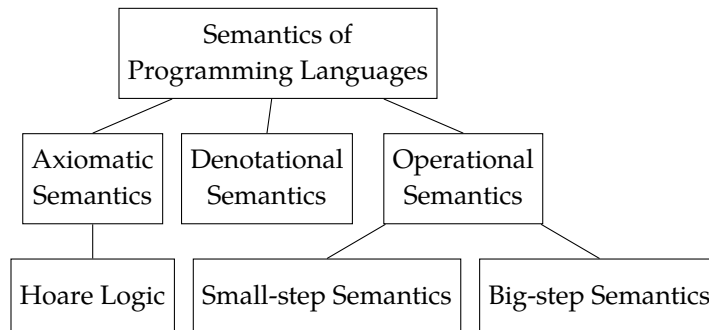 Semantics of
Programming Languages
Axiomatic
Semantics
Denotational
Semantics
Operational
Semantics
Hoare Logic
Small-step Semantics
Big-step Semantics